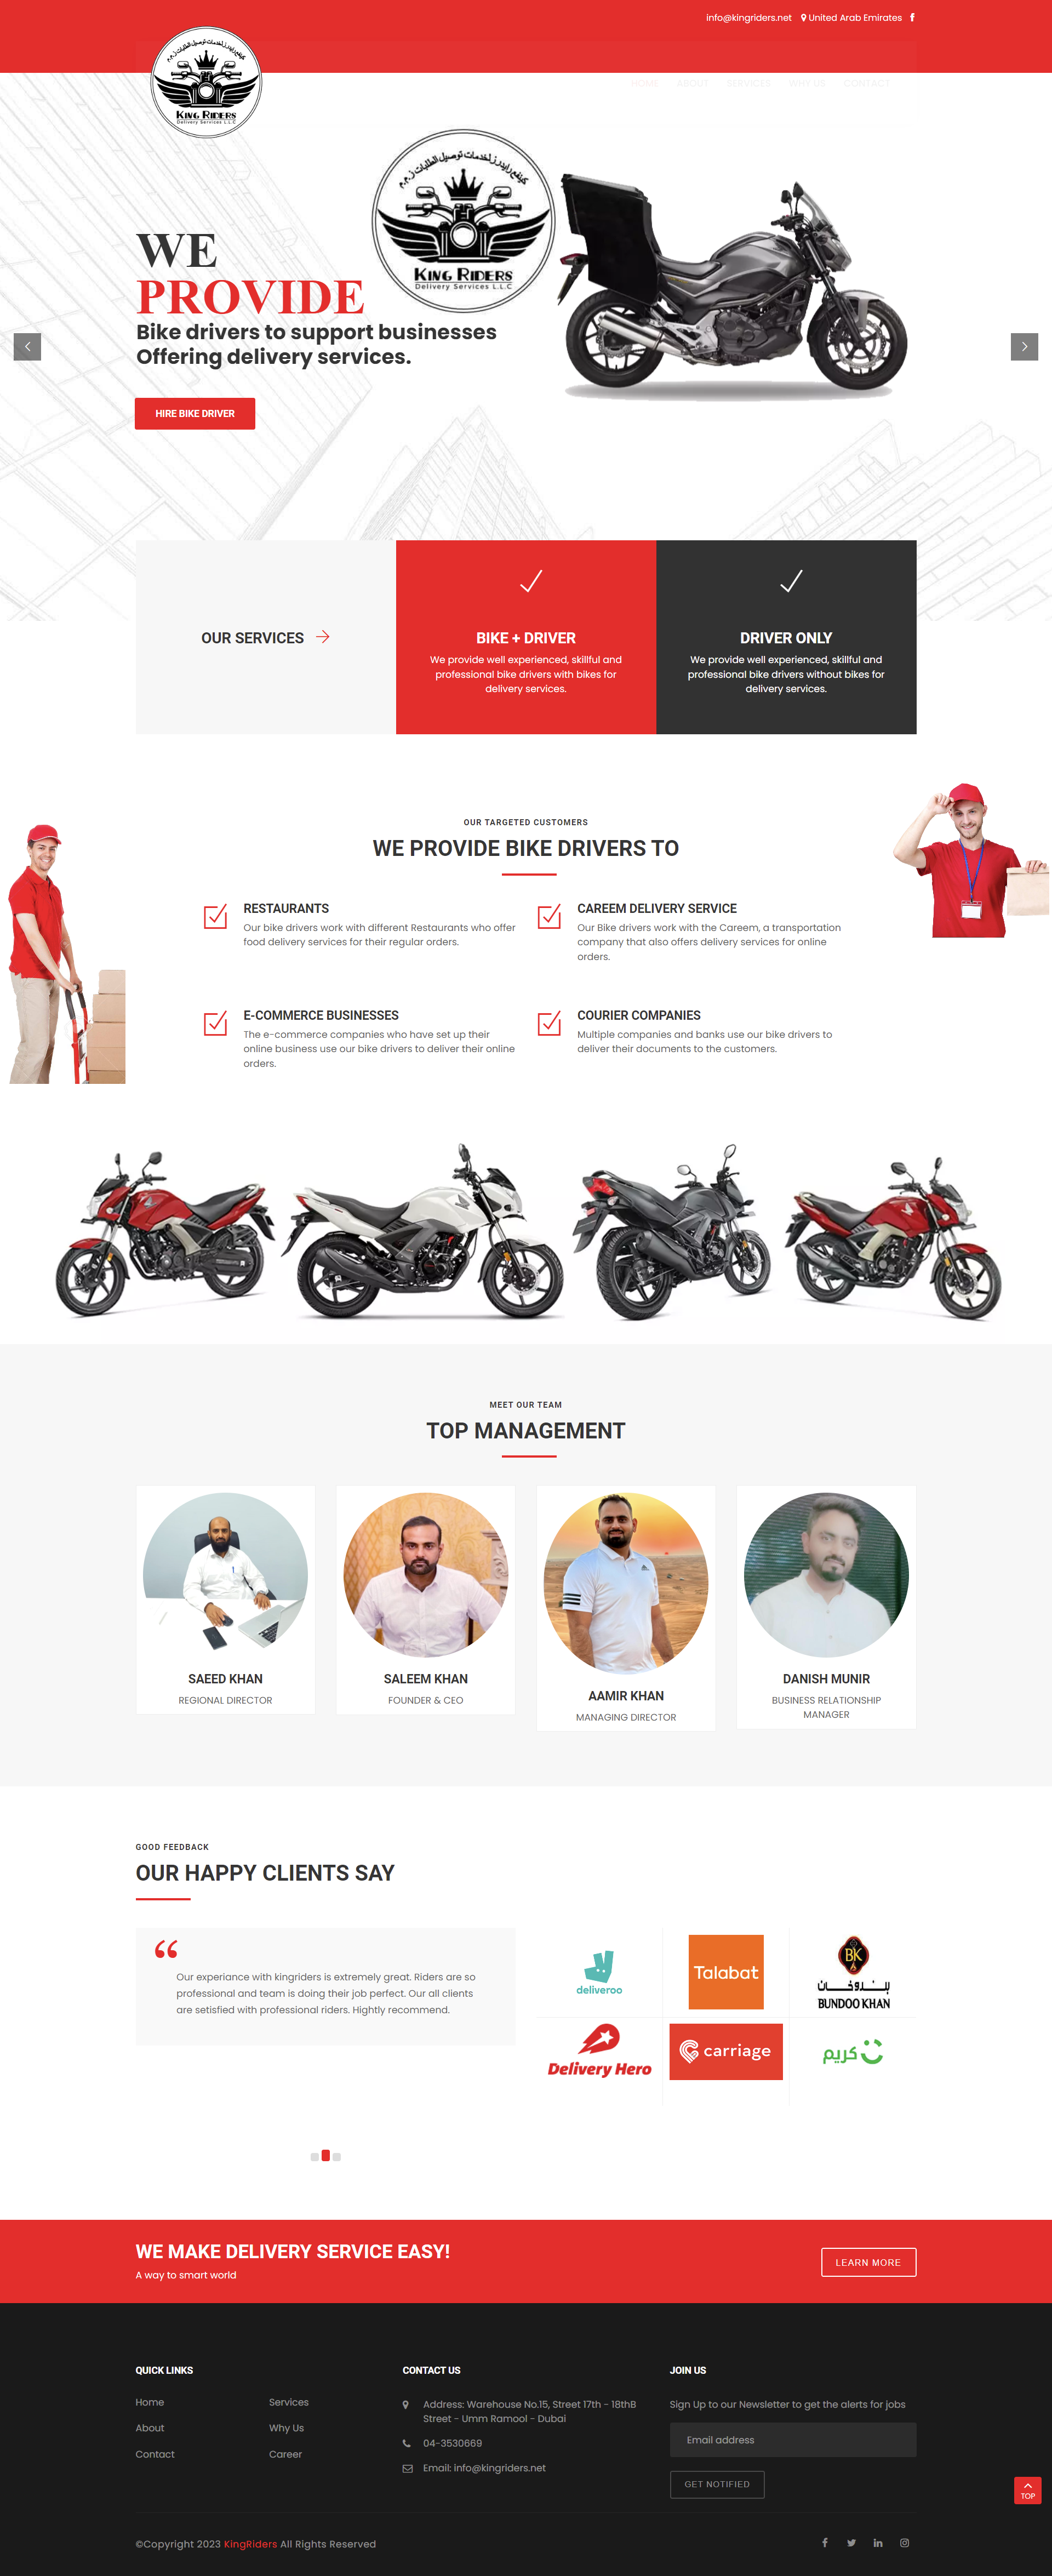 info@kingriders.net United Arab Emirates
HOME ABOUT SERVICES WHY US CONTACT
كينغ رايدرز لخدمات توصيل الطلبات ذ.م.م
KING RIDERS
Delivery Services L.L.C
كينغ رايدرز لخدمات توصيل الطلبات ذ.م.م
KING RIDERS
Delivery Services L.L.C
WE
PROVIDE
Bike drivers to support businesses
Offering delivery services.
HIRE BIKE DRIVER
OUR SERVICES
BIKE + DRIVER
We provide well experienced, skillful and
professional bike drivers with bikes for
delivery services.
DRIVER ONLY
We provide well experienced, skillful and
professional bike drivers without bikes for
delivery services.
OUR TARGETED CUSTOMERS
WE PROVIDE BIKE DRIVERS TO
RESTAURANTS
Our bike drivers work with different Restaurants who offer
food delivery services for their regular orders.
CAREEM DELIVERY SERVICE
Our Bike drivers work with the Careem, a transportation
company that also offers delivery services for online
orders.
E-COMMERCE BUSINESSES
The e-commerce companies who have set up their
online business use our bike drivers to deliver their online
orders.
COURIER COMPANIES
Multiple companies and banks use our bike drivers to
deliver their documents to the customers.
MEET OUR TEAM
TOP MANAGEMENT
SAEED KHAN
REGIONAL DIRECTOR
SALEEM KHAN
FOUNDER & CEO
AAMIR KHAN
MANAGING DIRECTOR
DANISH MUNIR
BUSINESS RELATIONSHIP
MANAGER
GOOD FEEDBACK
OUR HAPPY CLIENTS SAY
Our experiance with kingriders is extremely great. Riders are so
professional and team is doing their job perfect. Our all clients
are setisfied with professional riders. Hightly recommend.
deliveroo
Talabat
BK
بندوخان
BUNDOO KHAN
Delivery Hero
carriage
كريم
WE MAKE DELIVERY SERVICE EASY!
A way to smart world
LEARN MORE
QUICK LINKS
Home
Services
About
Why Us
Contact
Career
CONTACT US
Address: Warehouse No.15, Street 17th - 18thB
Street - Umm Ramool - Dubai
04-3530669
Email: info@kingriders.net
JOIN US
Sign Up to our Newsletter to get the alerts for jobs
Email address
GET NOTIFIED
TOP
©Copyright 2023 KingRiders All Rights Reserved